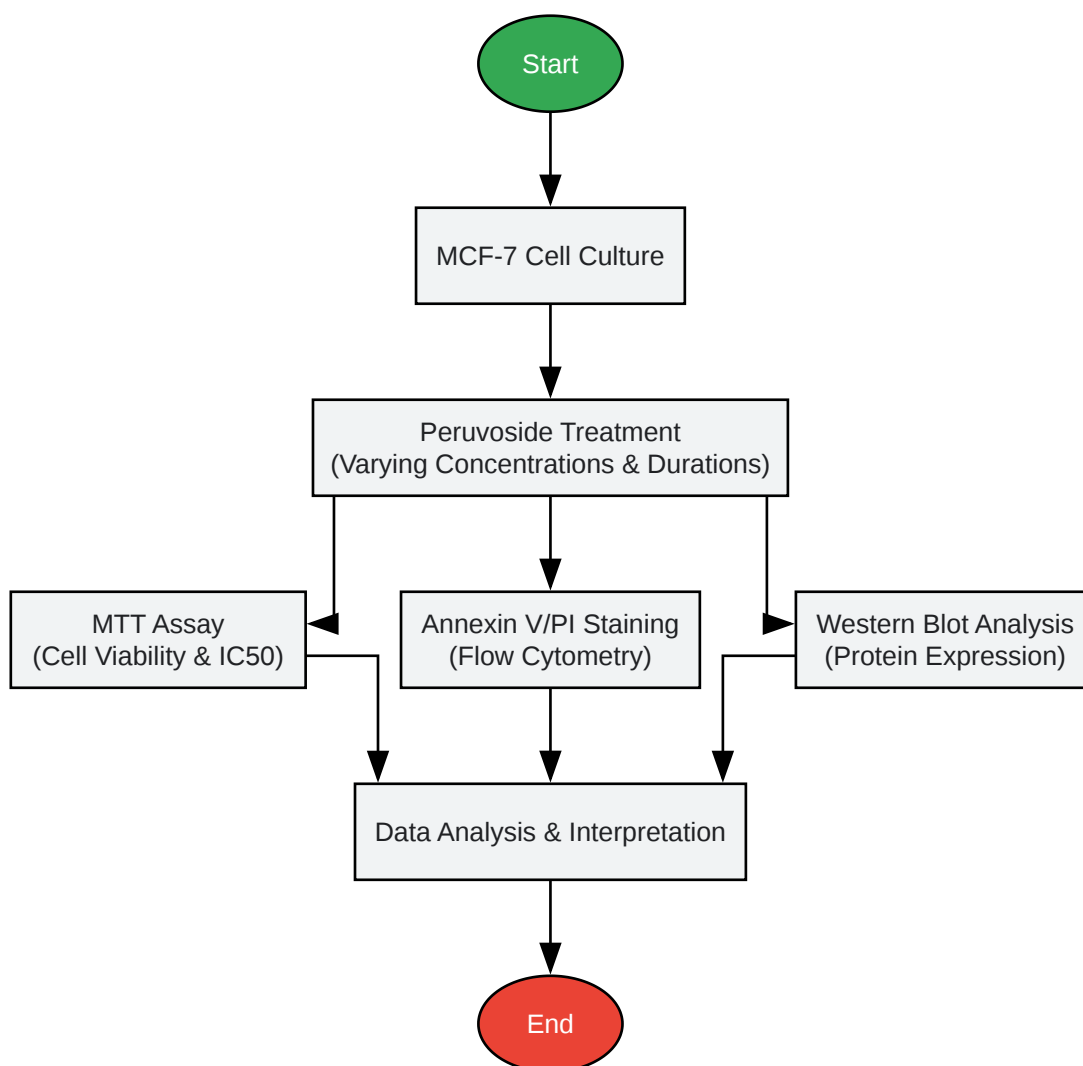 Start
MCF-7 Cell Culture
Peruvoside Treatment
(Varying Concentrations & Durations)
MTT Assay
(Cell Viability & IC50)
Annexin V/PI Staining
(Flow Cytometry)
Western Blot Analysis
(Protein Expression)
Data Analysis & Interpretation
End